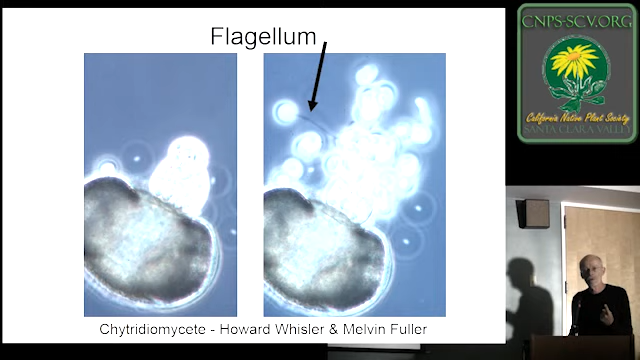 Flagellum
Chytridiomycete - Howard Whisler & Melvin Fuller
CNPS-SCV.ORG
California Native Plant Society
SANTA CLARA VALLEY